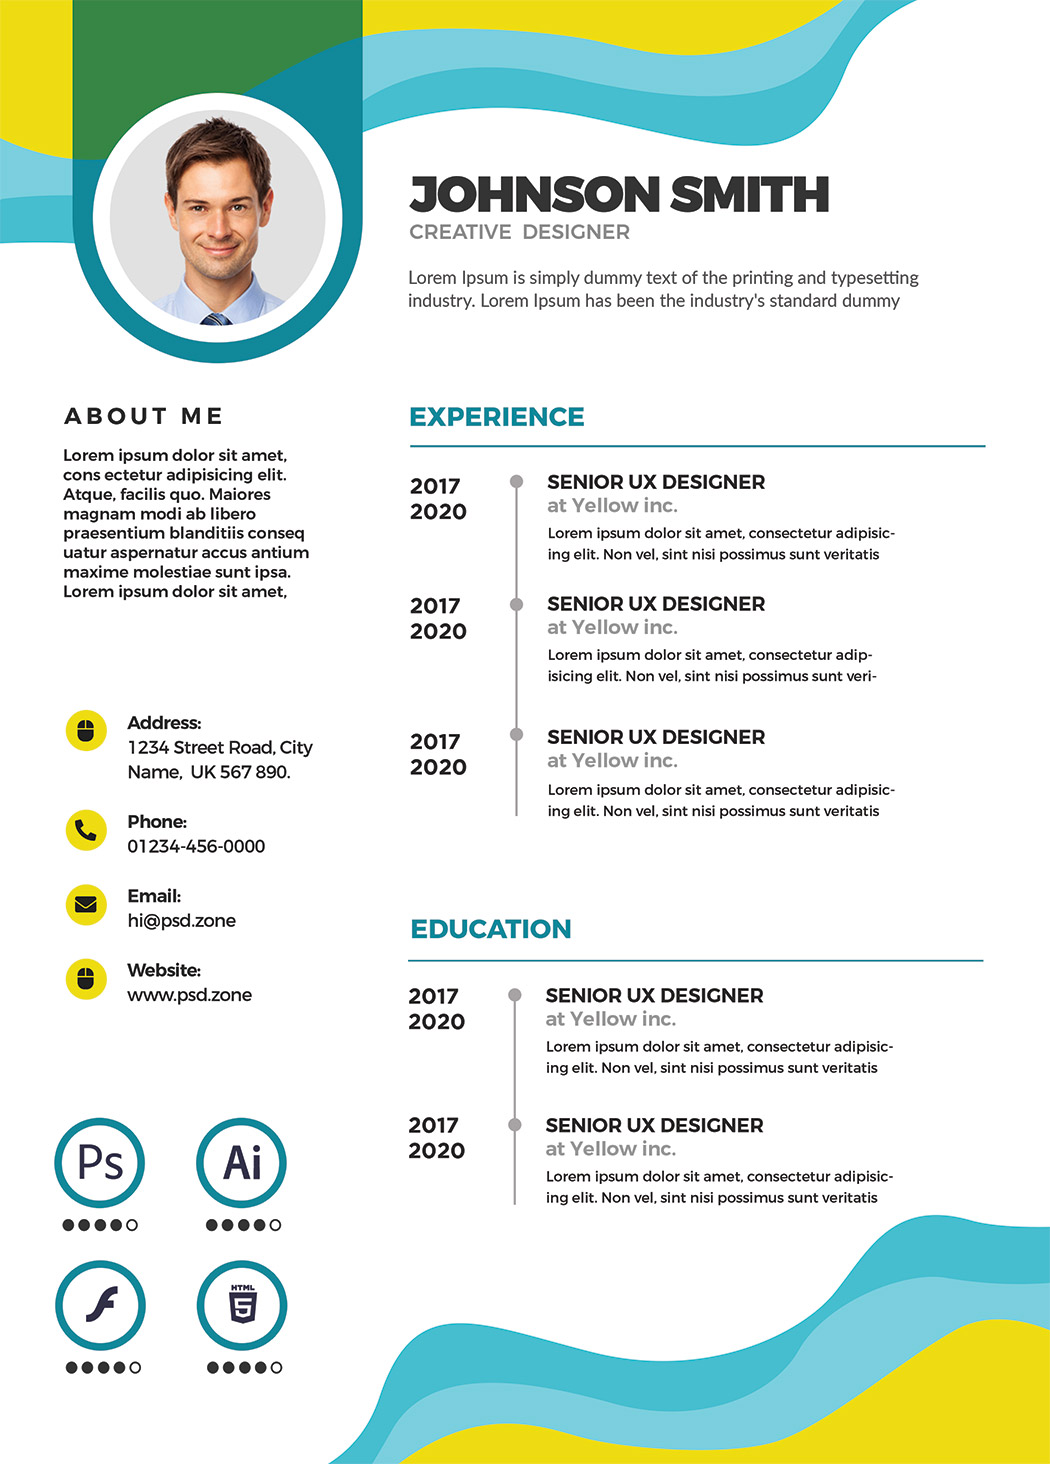 JOHNSON SMITH
CREATIVE DESIGNER
Lorem Ipsum is simply dummy text of the printing and typesetting
industry. Lorem Ipsum has been the industry's standard dummy
ABOUT ME
Lorem ipsum dolor sit amet,
cons ectetur adipisicing elit.
Atque, facilis quo. Maiores
magnam modi ab libero
praesentium blanditiis conseq
uatur aspernatur accus antium
maxime molestiae sunt ipsa.
Lorem ipsum dolor sit amet,
Address:
1234 Street Road, City
Name, UK 567 890.
Phone:
01234-456-0000
Email:
hi@psd.zone
Website:
www.psd.zone
Ps
Ai
HTML
5
EXPERIENCE
2017
2020
SENIOR UX DESIGNER
at Yellow inc.
Lorem ipsum dolor sit amet, consectetur adipisic-
ing elit. Non vel, sint nisi possimus sunt veritatis
2017
2020
SENIOR UX DESIGNER
at Yellow inc.
Lorem ipsum dolor sit amet, consectetur adip-
isicing elit. Non vel, sint nisi possimus sunt veri-
2017
2020
SENIOR UX DESIGNER
at Yellow inc.
Lorem ipsum dolor sit amet, consectetur adipisic-
ing elit. Non vel, sint nisi possimus sunt veritatis
EDUCATION
2017
2020
SENIOR UX DESIGNER
at Yellow inc.
Lorem ipsum dolor sit amet, consectetur adipisic-
ing elit. Non vel, sint nisi possimus sunt veritatis
2017
2020
SENIOR UX DESIGNER
at Yellow inc.
Lorem ipsum dolor sit amet, consectetur adipisic-
ing elit. Non vel, sint nisi possimus sunt veritatis